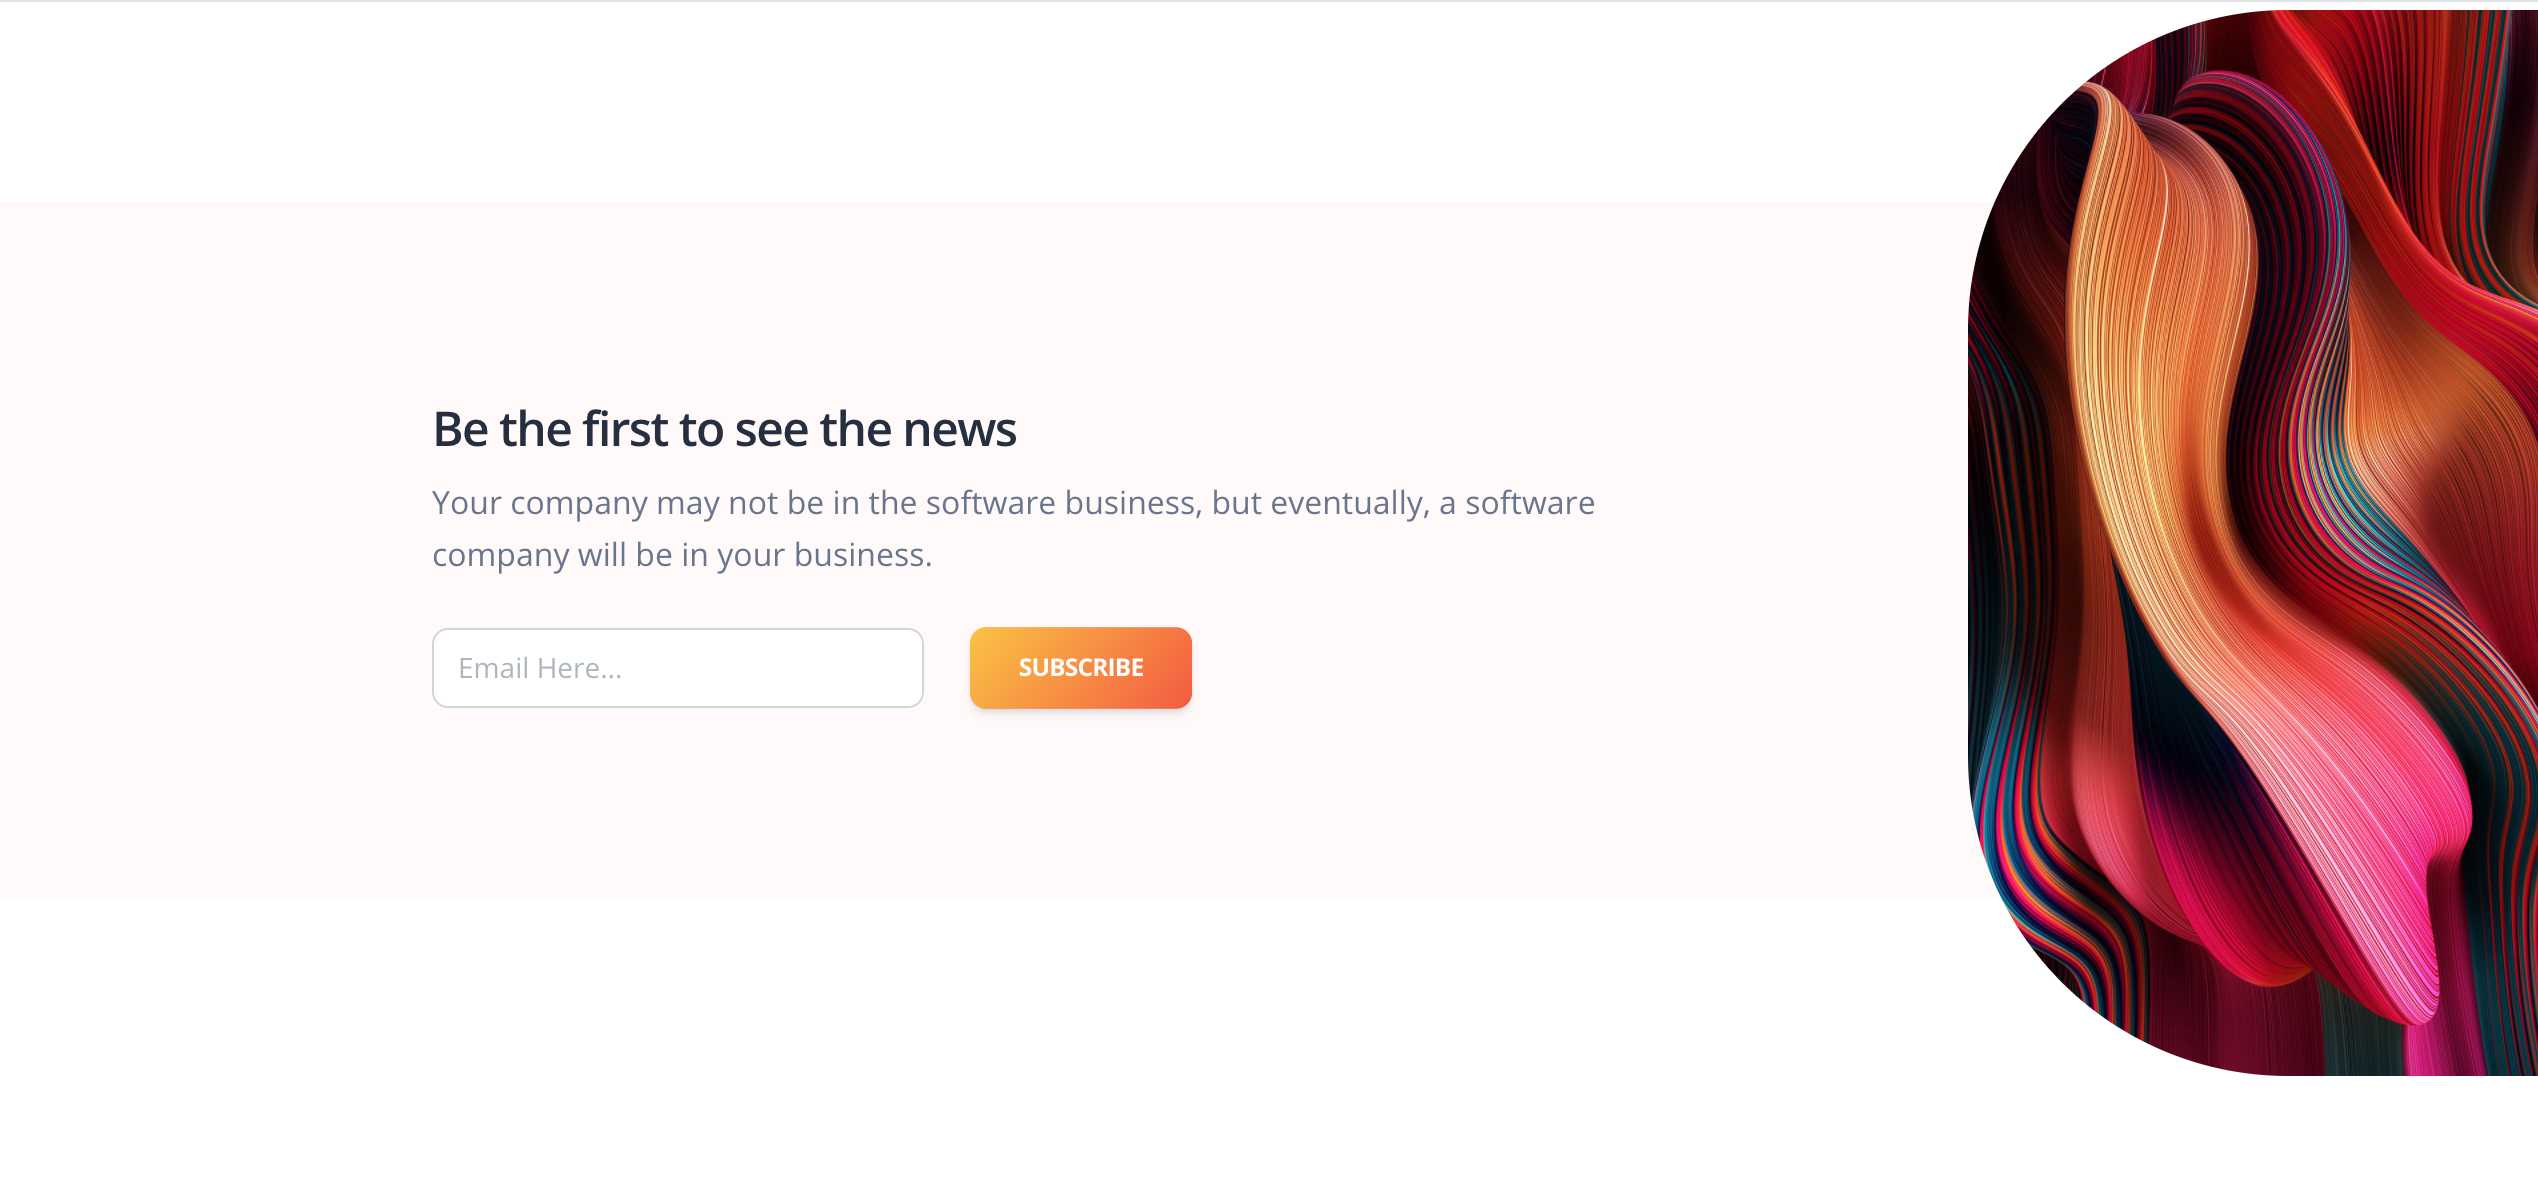 Be the first to see the news
Your company may not be in the software business, but eventually, a software
company will be in your business.
Email Here...
SUBSCRIBE